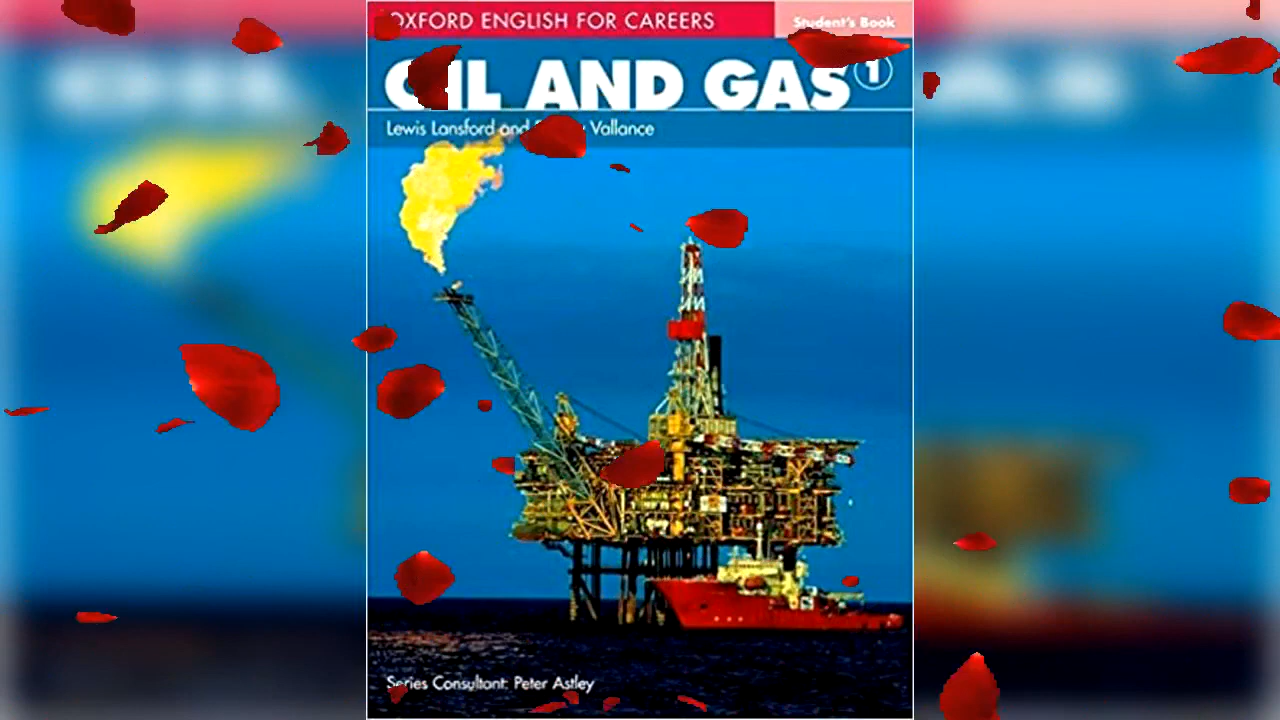 OXFORD ENGLISH FOR CAREERS
Student's Book
OIL AND GAS 1
Lewis Lansford and Vallance
Series Consultant: Peter Astley